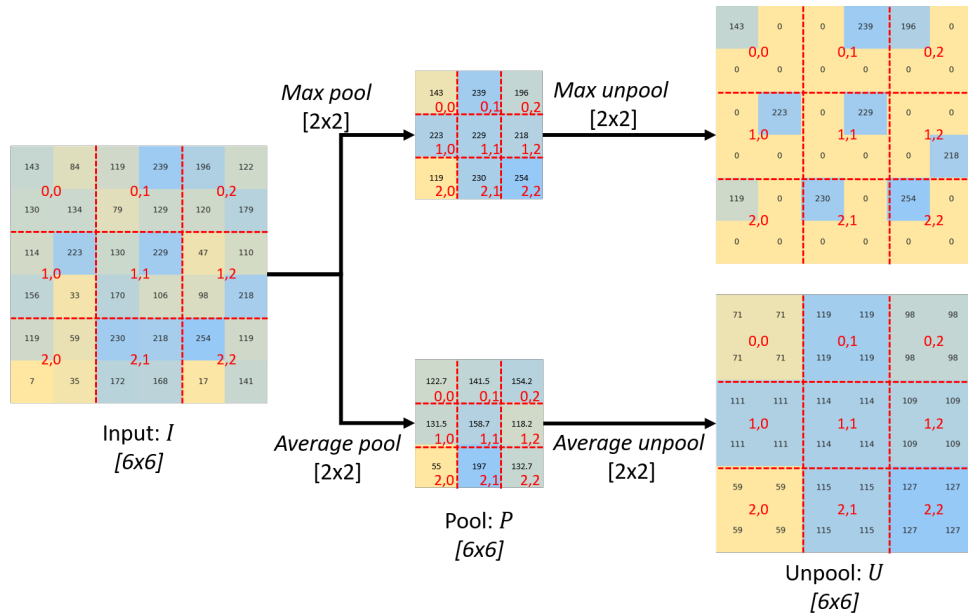 143 84 119 239 196 122
0,0 0,1 0,2
130 134 79 129 120 179
114 223 130 229 47 110
1,0 1,1 1,2
156 33 170 106 98 218
119 59 230 218 254 119
2,0 2,1 2,2
7 35 172 168 17 141
Input: I
[6x6]
Max pool
[2x2]
143 239 196
0,0 0,1 0,2
223 229 218
1,0 1,1 1,2
119 230 254
2,0 2,1 2,2
Max unpool
[2x2]
143 0 0 239 196 0
0,0 0,1 0,2
0 0 0 0 0 0
0 223 0 229 0 0
1,0 1,1 1,2
0 0 0 0 0 218
119 0 230 0 254 0
2,0 2,1 2,2
0 0 0 0 0 0
Average pool
[2x2]
122.7 141.5 154.2
0,0 0,1 0,2
131.5 158.7 118.2
1,0 1,1 1,2
55 197 132.7
2,0 2,1 2,2
Pool: P
[6x6]
Average unpool
[2x2]
71 71 119 119 98 98
0,0 0,1 0,2
71 71 119 119 98 98
111 111 114 114 109 109
1,0 1,1 1,2
111 111 114 114 109 109
59 59 115 115 127 127
2,0 2,1 2,2
59 59 115 115 127 127
Unpool: U
[6x6]